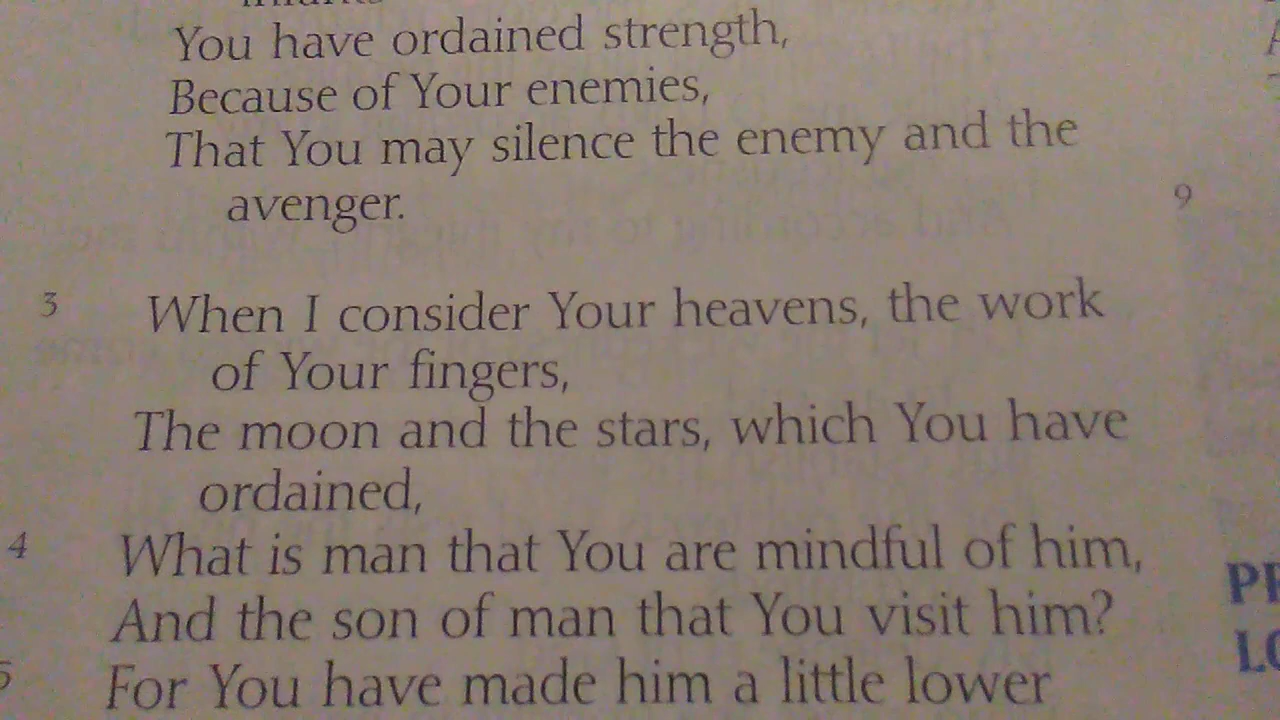 You have ordained strength,
Because of Your enemies,
That You may silence the enemy and the
avenger.
9
3 When I consider Your heavens, the work
of Your fingers,
The moon and the stars, which You have
ordained,
4 What is man that You are mindful of him,
And the son of man that You visit him?
5 For You have made him a little lower